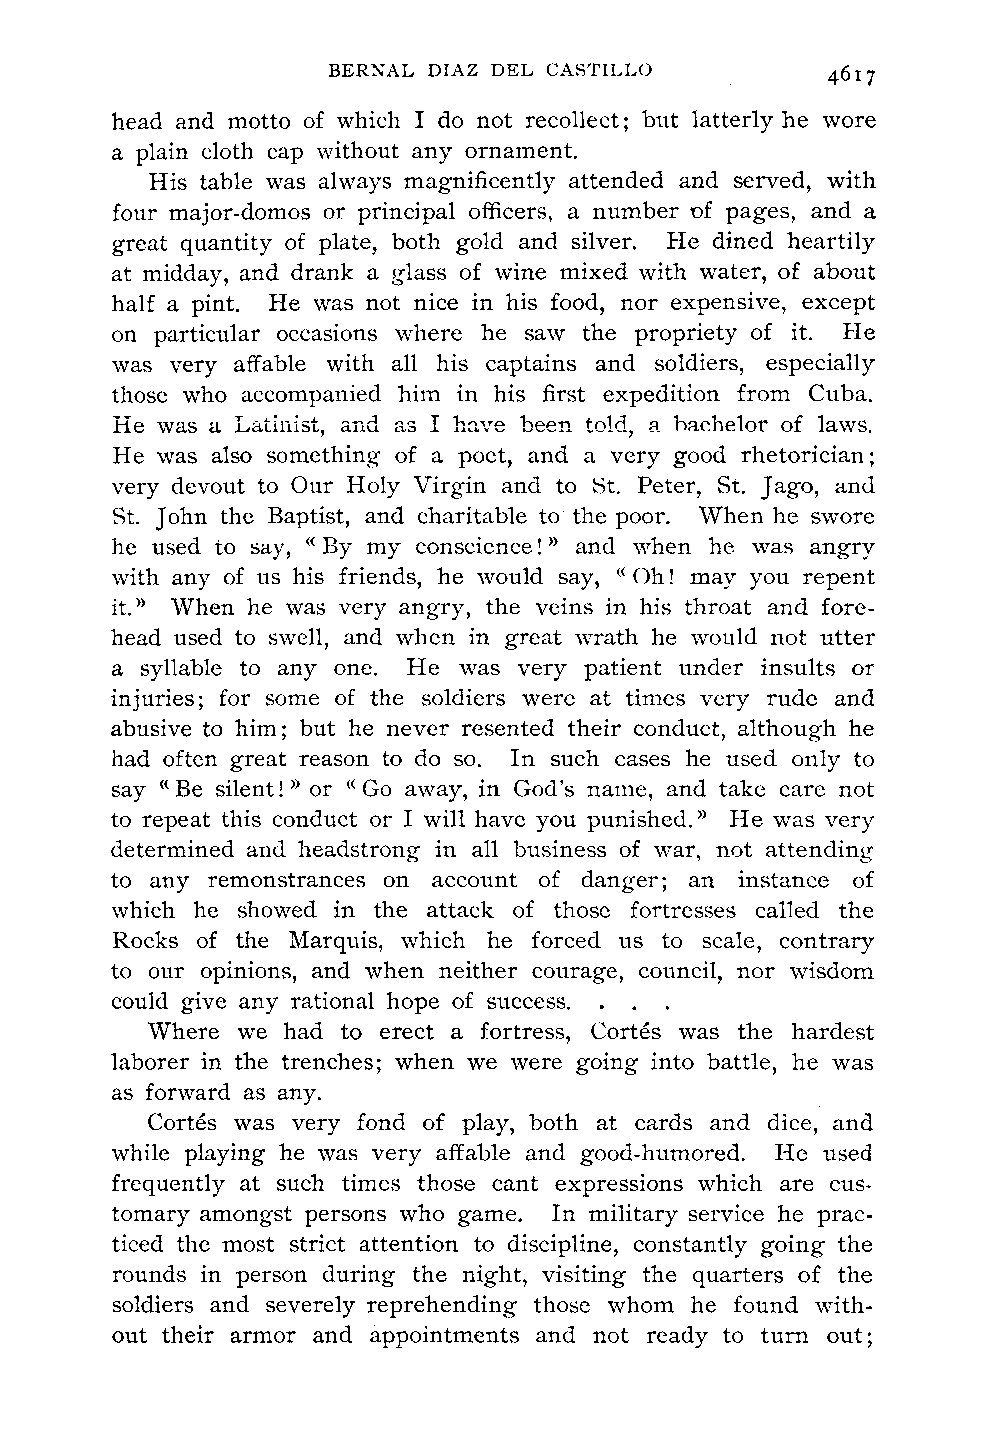 BERNAL DIAZ DEL CASTILLO 4617
head and motto of which I do not recollect; but latterly he wore
a plain cloth cap without any ornament.
His table was always magnificently attended and served, with
four major-domos or principal officers, a number of pages, and a
great quantity of plate, both gold and silver. He dined heartily
at midday, and drank a glass of wine mixed with water, of about
half a pint. He was not nice in his food, nor expensive, except
on particular occasions where he saw the propriety of it. He
was very affable with all his captains and soldiers, especially
those who accompanied him in his first expedition from Cuba.
He was a Latinist, and as I have been told, a bachelor of laws.
He was also something of a poet, and a very good rhetorician;
very devout to Our Holy Virgin and to St. Peter, St. Jago, and
St. John the Baptist, and charitable to the poor. When he swore
he used to say, «By my conscience!» and when he was angry
with any of us his friends, he would say, «Oh! may you repent
it.» When he was very angry, the veins in his throat and fore-
head used to swell, and when in great wrath he would not utter
a syllable to any one. He was very patient under insults or
injuries; for some of the soldiers were at times very rude and
abusive to him; but he never resented their conduct, although he
had often great reason to do so. In such cases he used only to
say «Be silent!» or «Go away, in God's name, and take care not
to repeat this conduct or I will have you punished.» He was very
determined and headstrong in all business of war, not attending
to any remonstrances on account of danger; an instance of
which he showed in the attack of those fortresses called the
Rocks of the Marquis, which he forced us to scale, contrary
to our opinions, and when neither courage, council, nor wisdom
could give any rational hope of success. . . .
Where we had to erect a fortress, Cortés was the hardest
laborer in the trenches; when we were going into battle, he was
as forward as any.
Cortés was very fond of play, both at cards and dice, and
while playing he was very affable and good-humored. He used
frequently at such times those cant expressions which are cus-
tomary amongst persons who game. In military service he prac-
ticed the most strict attention to discipline, constantly going the
rounds in person during the night, visiting the quarters of the
soldiers and severely reprehending those whom he found with-
out their armor and appointments and not ready to turn out;